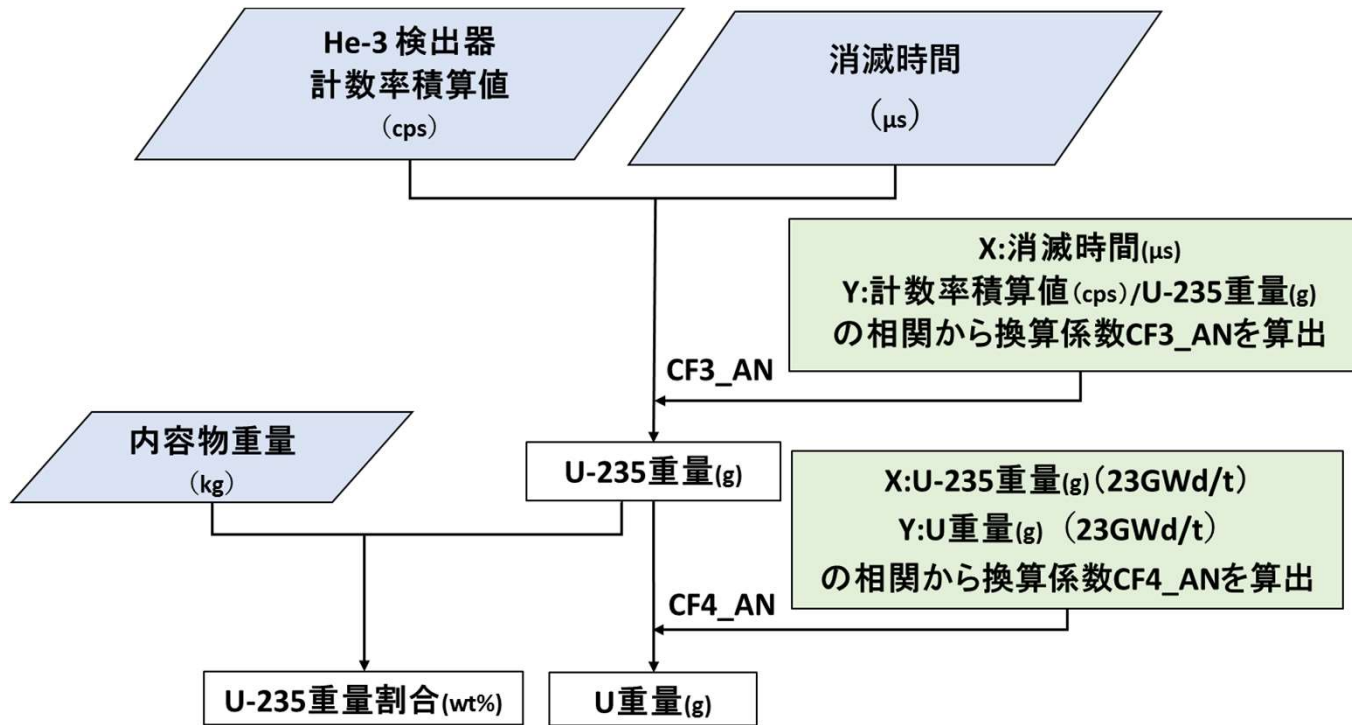 He-3 検出器
計数率積算値
（cps）
消滅時間
（μs）
X:消滅時間(μs)
Y:計数率積算値（cps）/U-235重量(g)
の相関から換算係数CF3_ANを算出
CF3_AN
内容物重量
（kg）
U-235重量(g)
X:U-235重量(g)（23GWd/t）
Y:U重量(g)（23GWd/t）
の相関から換算係数CF4_ANを算出
CF4_AN
U-235重量割合(wt%)
U重量(g)